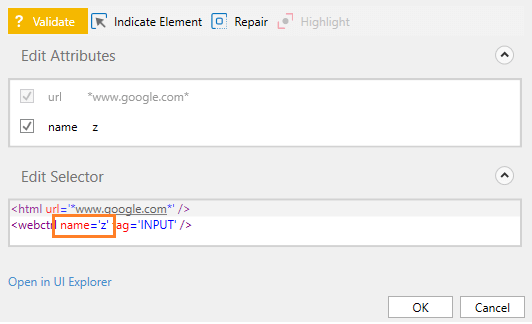 ? Validate Indicate Element Repair Highlight
Edit Attributes
url *www.google.com*
name z
Edit Selector
<html url='*www.google.com*' />
<webctrl name='z' tag='INPUT' />
Open in UI Explorer
OK Cancel